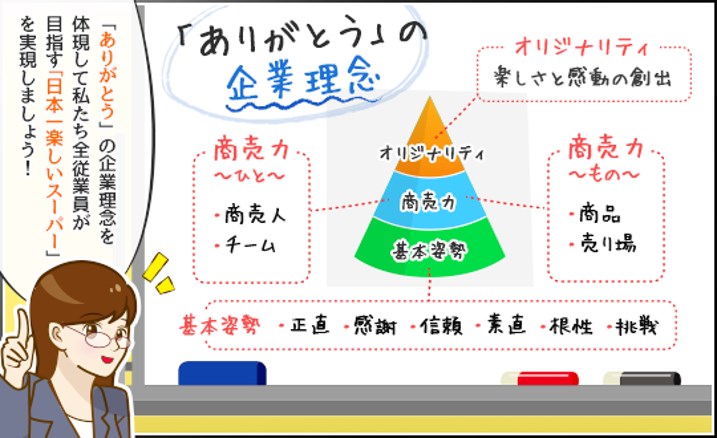 「ありがとう」の企業理念を
体現して私たち全従業員が
目指す「日本一楽しいスーパー」
を実現しましょう！
「ありがとう」の
企業理念
オリジナリティ
楽しさと感動の創出
商売力
〜ひと〜
・商売人
・チーム
オリジナリティ
商売力
基本姿勢
商売力
〜もの〜
・商品
・売り場
基本姿勢 ・正直 ・感謝 ・信頼 ・素直 ・根性 ・挑戦